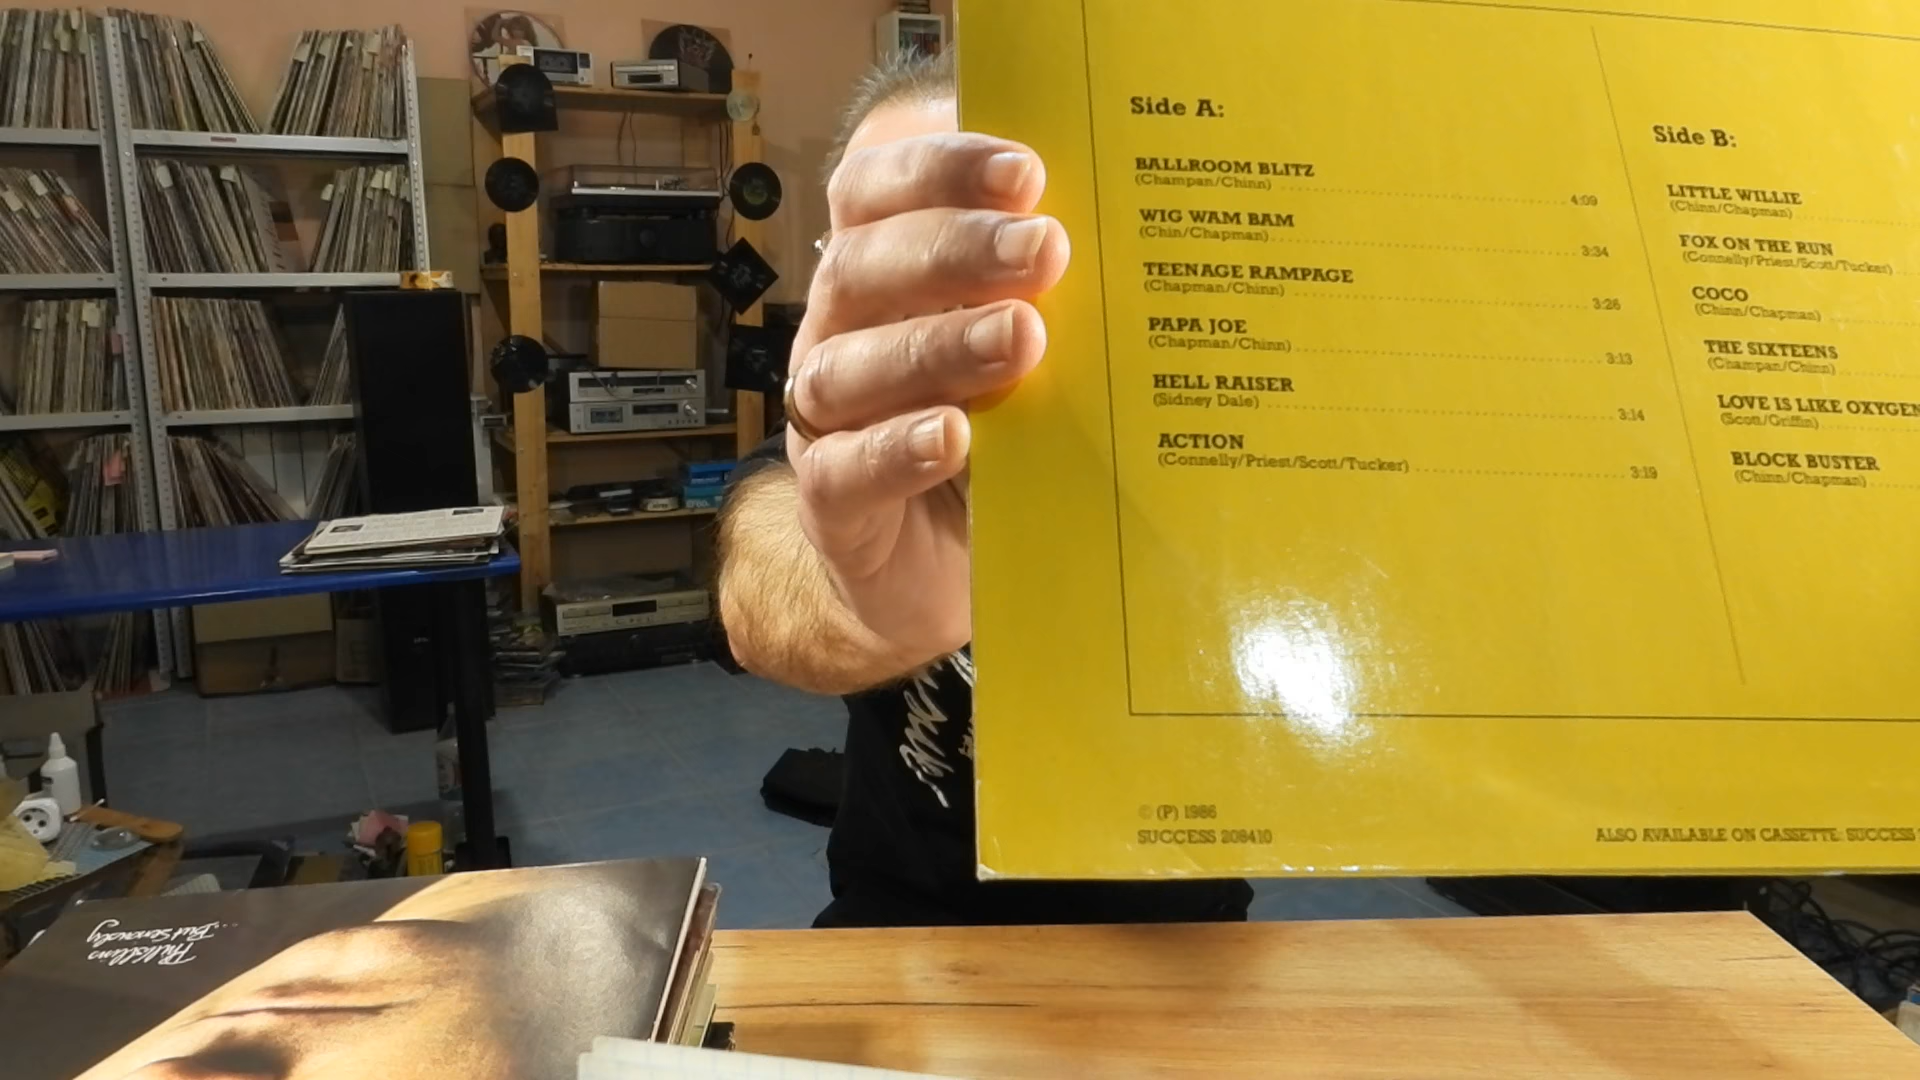 Side A:
BALLROOM BLITZ
(Champan/Chinn)
4:09
WIG WAM BAM
(Chin/Chapman)
3:34
TEENAGE RAMPAGE
(Chapman/Chinn)
3:26
PAPA JOE
(Chapman/Chinn)
3:13
HELL RAISER
(Sidney Dale)
3:14
ACTION
(Connelly/Priest/Scott/Tucker)
3:19
Side B:
LITTLE WILLIE
(Chinn/Chapman)
FOX ON THE RUN
(Connelly/Priest/Scott/Tucker)
COCO
(Chinn/Chapman)
THE SIXTEENS
(Champan/Chinn)
LOVE IS LIKE OXYGEN
(Scott/Griffin)
BLOCK BUSTER
(Chinn/Chapman)
© (P) 1986
SUCCESS 208410
ALSO AVAILABLE ON CASSETTE: SUCCESS
Phil Collins
...But Seriously